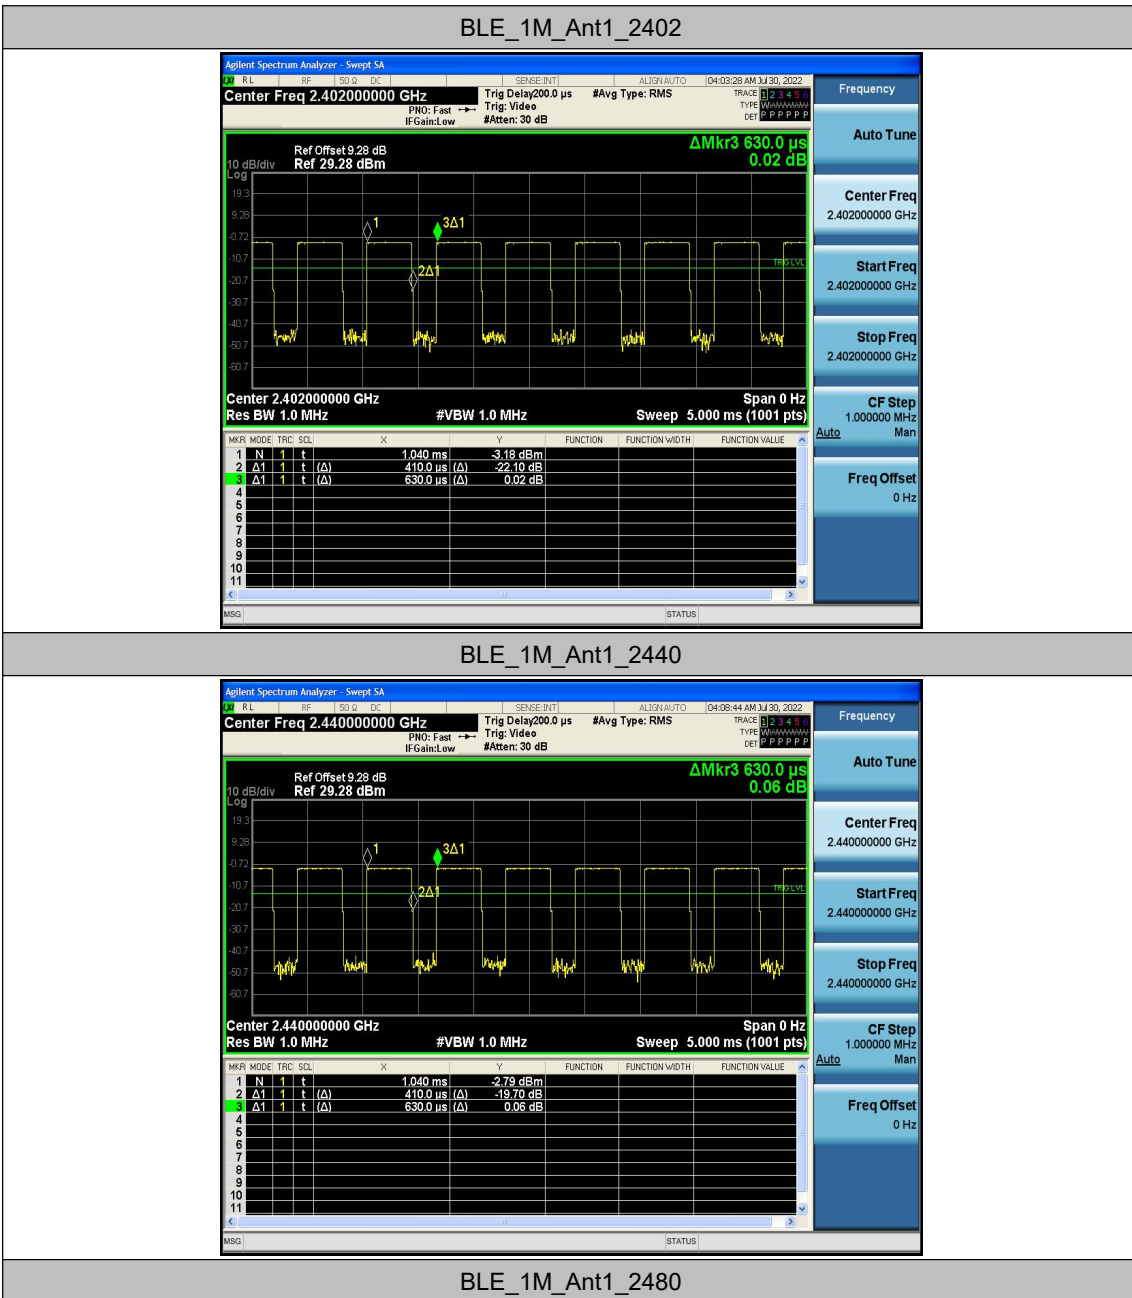 BLE_1M_Ant1_2402
Agilent Spectrum Analyzer - Swept SA
LXI RL RF 50 Ω DC SENSE:INT ALIGNAUTO 04:03:28 AM Jul 30, 2022
Center Freq 2.402000000 GHz Trig Delay200.0 µs #Avg Type: RMS TRACE 1 2 3 4 5 6
PNO: Fast Trig: Video TYPE WWWWWW
IFGain:Low #Atten: 30 dB DET P P P P P P
Frequency
Auto Tune
Center Freq
2.402000000 GHz
Start Freq
2.402000000 GHz
Stop Freq
2.402000000 GHz
CF Step
1.000000 MHz
Auto Man
Freq Offset
0 Hz
ΔMkr3 630.0 µs
0.02 dB
Ref Offset 9.28 dB
10 dB/div Ref 29.28 dBm
Log
19.3
9.28
-0.72
-10.7
-20.7
-30.7
-40.7
-50.7
-60.7
1
3Δ1
2Δ1
TRIG LVL
Center 2.402000000 GHz Span 0 Hz
Res BW 1.0 MHz #VBW 1.0 MHz Sweep 5.000 ms (1001 pts)
MKR MODE TRC SCL X Y FUNCTION FUNCTION WIDTH FUNCTION VALUE
1 N 1 t 1.040 ms -3.18 dBm
2 Δ1 1 t (Δ) 410.0 µs (Δ) -22.10 dB
3 Δ1 1 t (Δ) 630.0 µs (Δ) 0.02 dB
4
5
6
7
8
9
10
11
MSG STATUS
BLE_1M_Ant1_2440
Agilent Spectrum Analyzer - Swept SA
LXI RL RF 50 Ω DC SENSE:INT ALIGNAUTO 04:08:44 AM Jul 30, 2022
Center Freq 2.440000000 GHz Trig Delay200.0 µs #Avg Type: RMS TRACE 1 2 3 4 5 6
PNO: Fast Trig: Video TYPE WWWWWW
IFGain:Low #Atten: 30 dB DET P P P P P P
Frequency
Auto Tune
Center Freq
2.440000000 GHz
Start Freq
2.440000000 GHz
Stop Freq
2.440000000 GHz
CF Step
1.000000 MHz
Auto Man
Freq Offset
0 Hz
ΔMkr3 630.0 µs
0.06 dB
Ref Offset 9.28 dB
10 dB/div Ref 29.28 dBm
Log
19.3
9.28
-0.72
-10.7
-20.7
-30.7
-40.7
-50.7
-60.7
1
3Δ1
2Δ1
TRIG LVL
Center 2.440000000 GHz Span 0 Hz
Res BW 1.0 MHz #VBW 1.0 MHz Sweep 5.000 ms (1001 pts)
MKR MODE TRC SCL X Y FUNCTION FUNCTION WIDTH FUNCTION VALUE
1 N 1 t 1.040 ms -2.79 dBm
2 Δ1 1 t (Δ) 410.0 µs (Δ) -19.70 dB
3 Δ1 1 t (Δ) 630.0 µs (Δ) 0.06 dB
4
5
6
7
8
9
10
11
MSG STATUS
BLE_1M_Ant1_2480